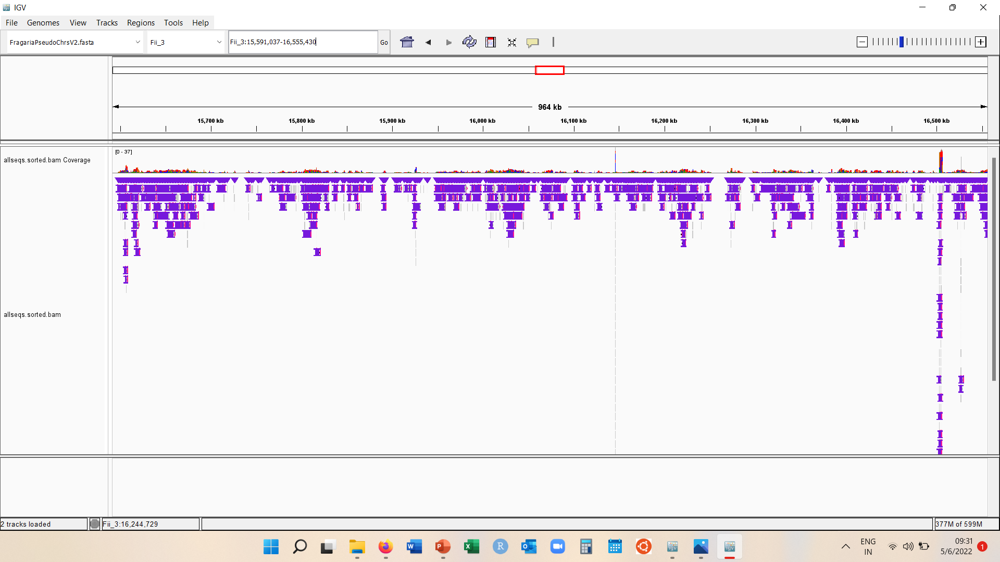 IGV
File Genomes View Tracks Regions Tools Help
FragariaPseudoChrsV2.fasta Fii_3 Fii_3:15,591,037-16,555,430 Go
964 kb
15,700 kb 15,800 kb 15,900 kb 16,000 kb 16,100 kb 16,200 kb 16,300 kb 16,400 kb 16,500 kb
[0 - 37]
allseqs.sorted.bam Coverage
allseqs.sorted.bam
2 tracks loaded Fii_3:16,244,729 377M of 599M
ENG 09:31
IN 5/6/2022 1